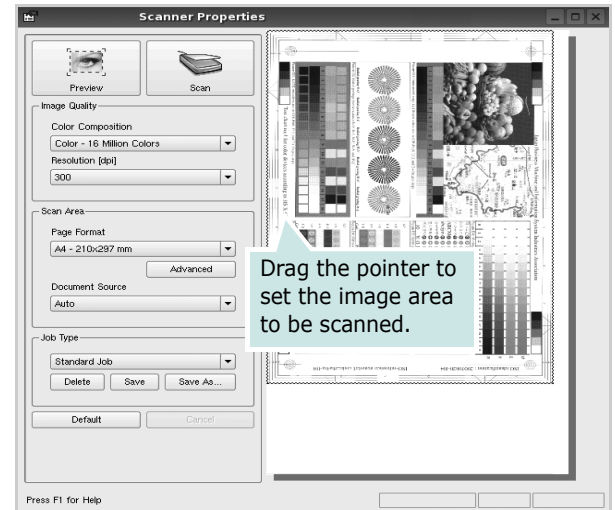 Scanner Properties
Preview
Scan
Image Quality
Color Composition
Color - 16 Million Colors
Resolution [dpi]
300
Scan Area
Page Format
A4 - 210x297 mm
Advanced
Document Source
Auto
Job Type
Standard Job
Delete
Save
Save As...
Default
Cancel
Press F1 for Help
Drag the pointer to
set the image area
to be scanned.